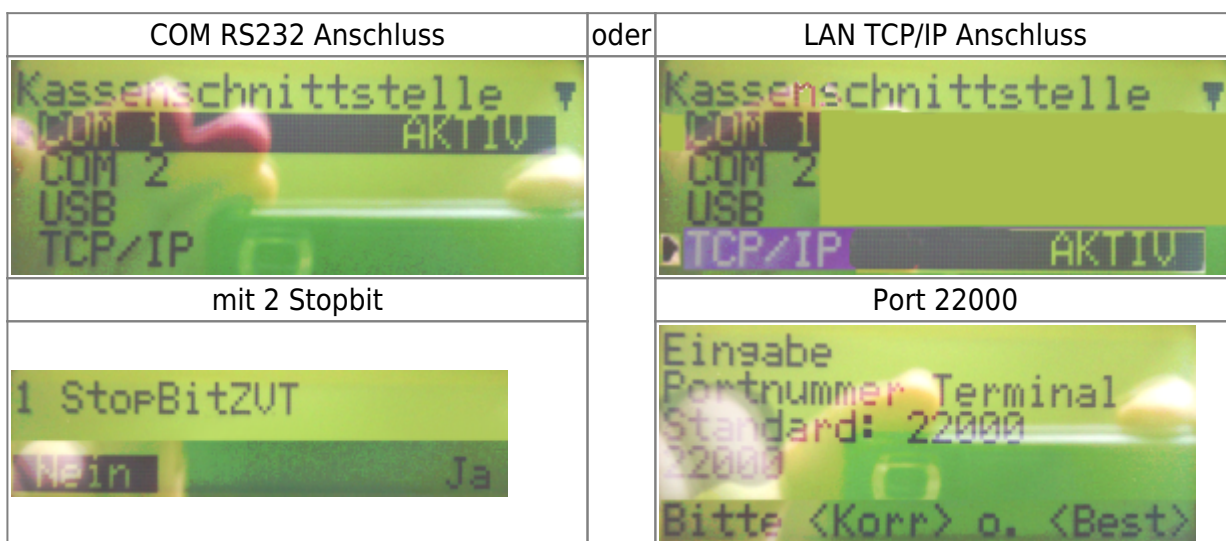 COM RS232 Anschluss
oder
LAN TCP/IP Anschluss
Kassenschnittstelle
COM 1 AKTIV
COM 2
USB
TCP/IP
Kassenschnittstelle
COM 1
COM 2
USB
TCP/IP AKTIV
mit 2 Stopbit
Port 22000
1 StopBitZVT
Nein Ja
Eingabe
Portnummer Terminal
Standard: 22000
22000
Bitte <Korr> o. <Best>